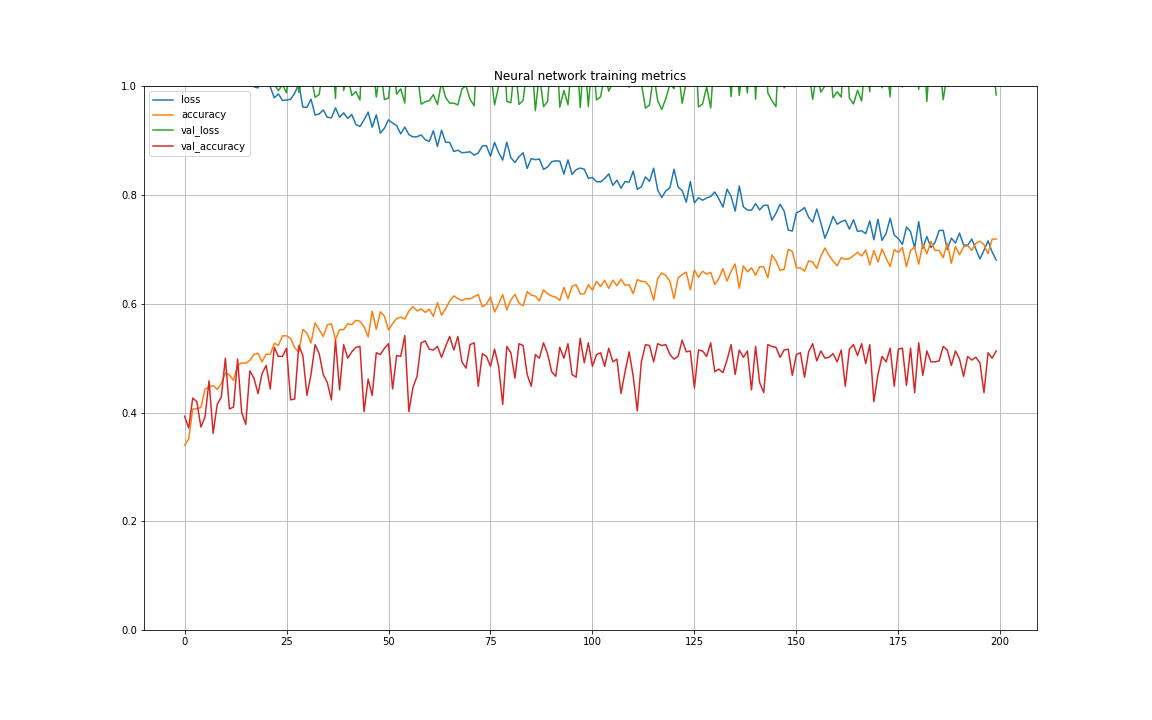 Neural network training metrics
1.0
loss
accuracy
val_loss
val_accuracy
0.8
0.6
0.4
0.2
0.0
0 25 50 75 100 125 150 175 200